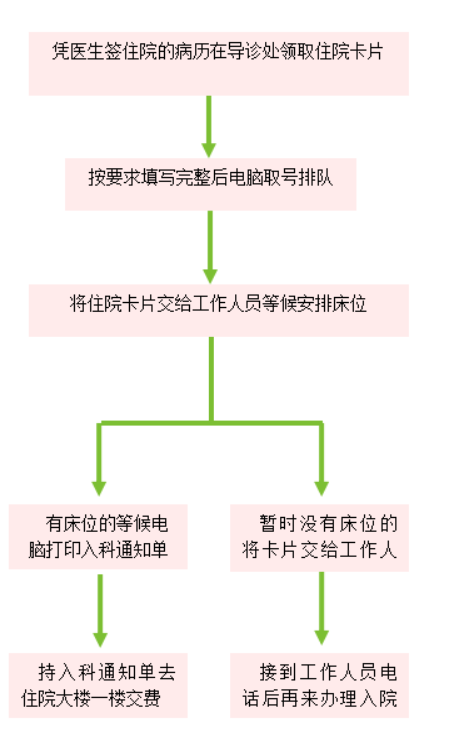 凭医生签住院的病历在导诊处领取住院卡片
按要求填写完整后电脑取号排队
将住院卡片交给工作人员等候安排床位
有床位的等候电
脑打印入科通知单
暂时没有床位的
将卡片交给工作人
持入科通知单去
住院大楼一楼交费
接到工作人员电
话后再来办理入院